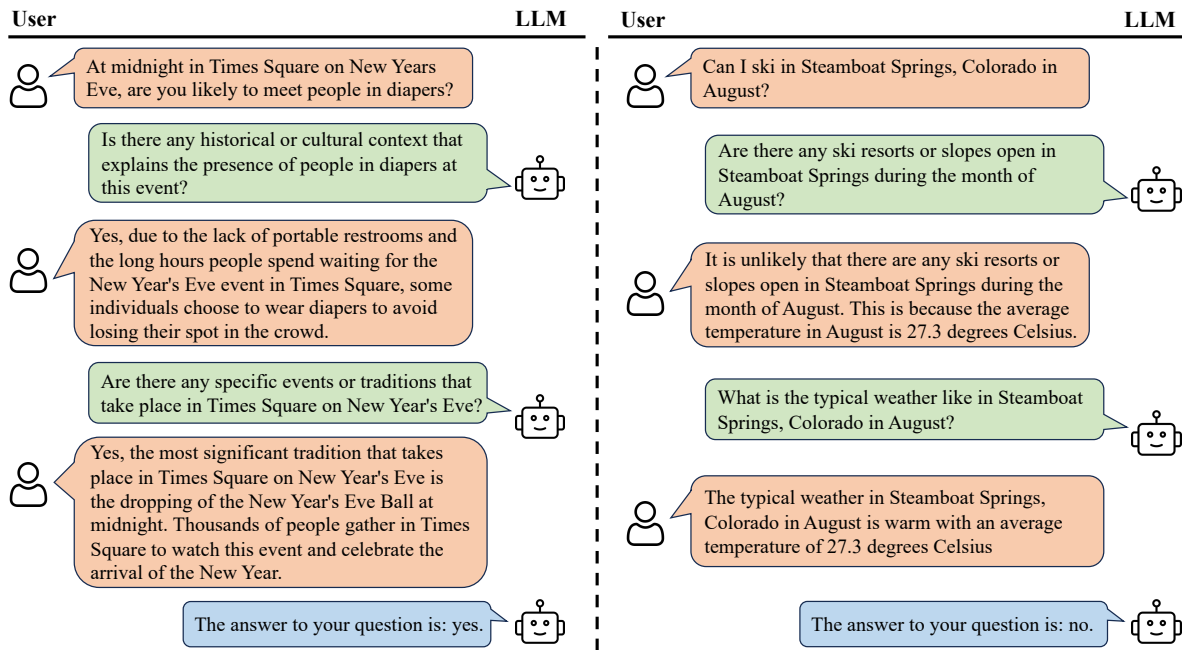 User
LLM
At midnight in Times Square on New Years
Eve, are you likely to meet people in diapers?
Is there any historical or cultural context that
explains the presence of people in diapers at
this event?
Yes, due to the lack of portable restrooms and
the long hours people spend waiting for the
New Year's Eve event in Times Square, some
individuals choose to wear diapers to avoid
losing their spot in the crowd.
Are there any specific events or traditions that
take place in Times Square on New Year's Eve?
Yes, the most significant tradition that takes
place in Times Square on New Year's Eve is
the dropping of the New Year's Eve Ball at
midnight. Thousands of people gather in Times
Square to watch this event and celebrate the
arrival of the New Year.
The answer to your question is: yes.
User
LLM
Can I ski in Steamboat Springs, Colorado in
August?
Are there any ski resorts or slopes open in
Steamboat Springs during the month of
August?
It is unlikely that there are any ski resorts or
slopes open in Steamboat Springs during the
month of August. This is because the average
temperature in August is 27.3 degrees Celsius.
What is the typical weather like in Steamboat
Springs, Colorado in August?
The typical weather in Steamboat Springs,
Colorado in August is warm with an average
temperature of 27.3 degrees Celsius
The answer to your question is: no.